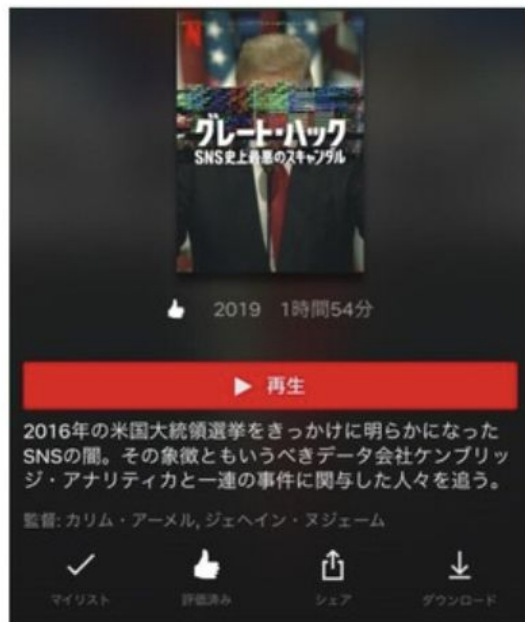 グレート・ハック
SNS史上最悪のスキャンダル
2019 1時間54分
再生
2016年の米国大統領選挙をきっかけに明らかになった
SNSの闇。その象徴ともいうべきデータ会社ケンブリッ
ジ・アナリティカと一連の事件に関与した人々を追う。
監督: カリム・アーメル, ジェヘイン・ヌジェーム
マイリスト 評価済み シェア ダウンロード